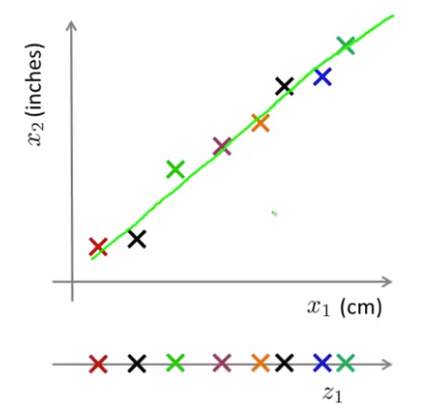 x₂ (inches)
x₁ (cm)
z₁